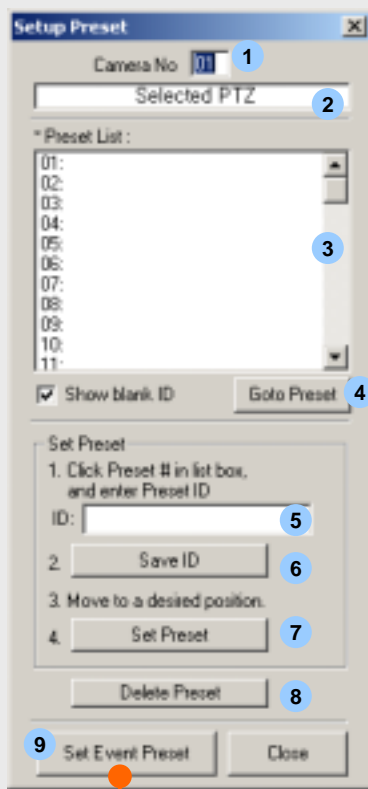 Setup Preset
Camera No 01 1
Selected PTZ 2
* Preset List :
01:
02:
03:
04:
05:
06:
07:
08:
09:
10:
11:
3
Show blank ID Goto Preset 4
Set Preset
1. Click Preset # in list box,
and enter Preset ID
ID: 5
2. Save ID 6
3. Move to a desired position.
4. Set Preset 7
Delete Preset 8
9 Set Event Preset Close